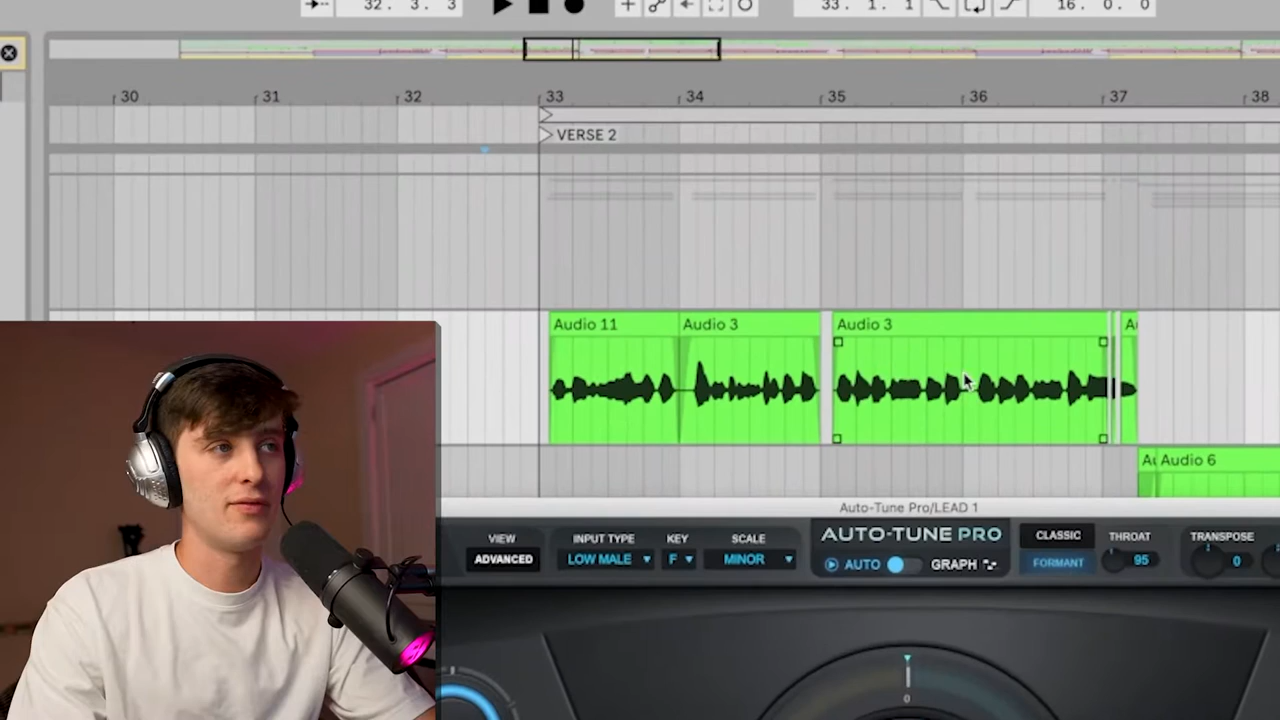 32. 3. 3
33. 1. 1
16. 0. 0
30 31 32 33 34 35 36 37 38
VERSE 2
Audio 11 Audio 3 Audio 3
Audio 6
Auto-Tune Pro/LEAD 1
VIEW INPUT TYPE KEY SCALE AUTO-TUNE PRO CLASSIC THROAT TRANSPOSE
ADVANCED LOW MALE F MINOR AUTO GRAPH FORMANT 95 0
0